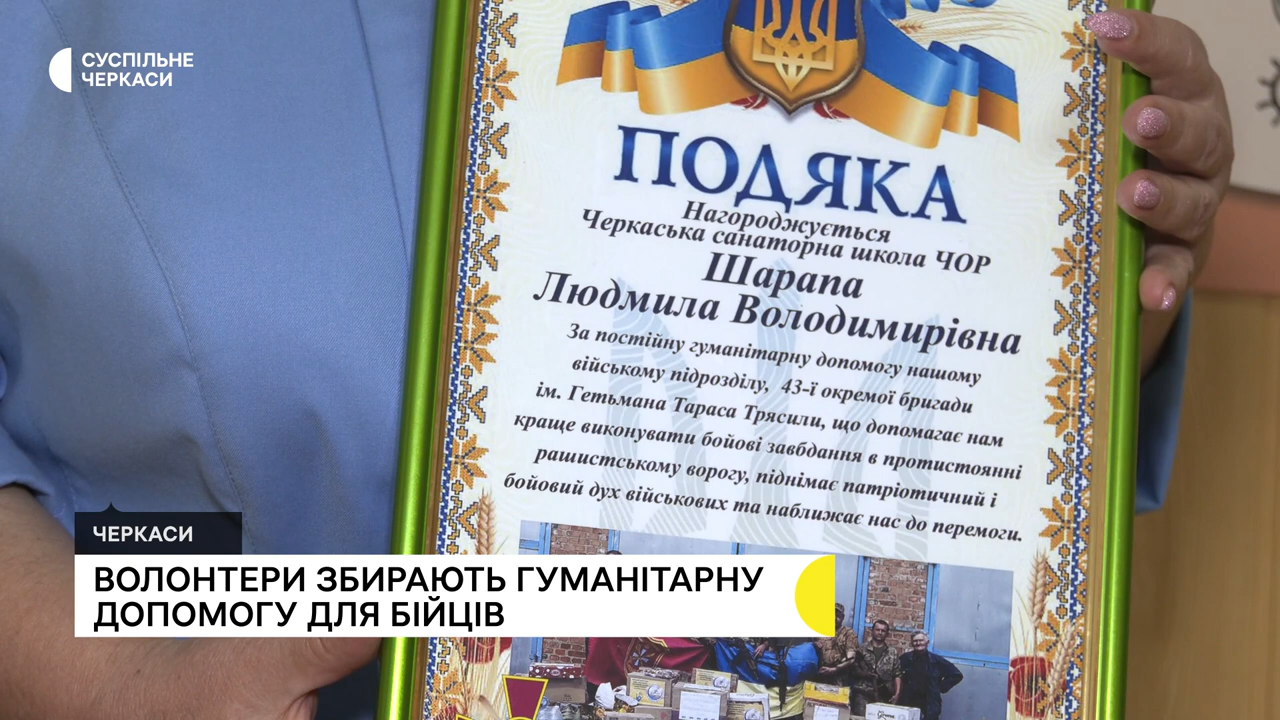 СУСПІЛЬНЕ
ЧЕРКАСИ
ПОДЯКА
Нагороджується
Черкаська санаторна школа ЧОР
Шарапа
Людмила Володимирівна
За постійну гуманітарну допомогу нашому
війському підрозділу, 43-ї окремої бригади
ім. Гетьмана Тараса Трясили, що допомагає нам
краще виконувати бойові завбдання в протистоянні
рашистському ворогу, піднімає патріотичний і
бойовий дух військових та наближає нас до перемоги.
ЧЕРКАСИ
ВОЛОНТЕРИ ЗБИРАЮТЬ ГУМАНІТАРНУ
ДОПОМОГУ ДЛЯ БІЙЦІВ